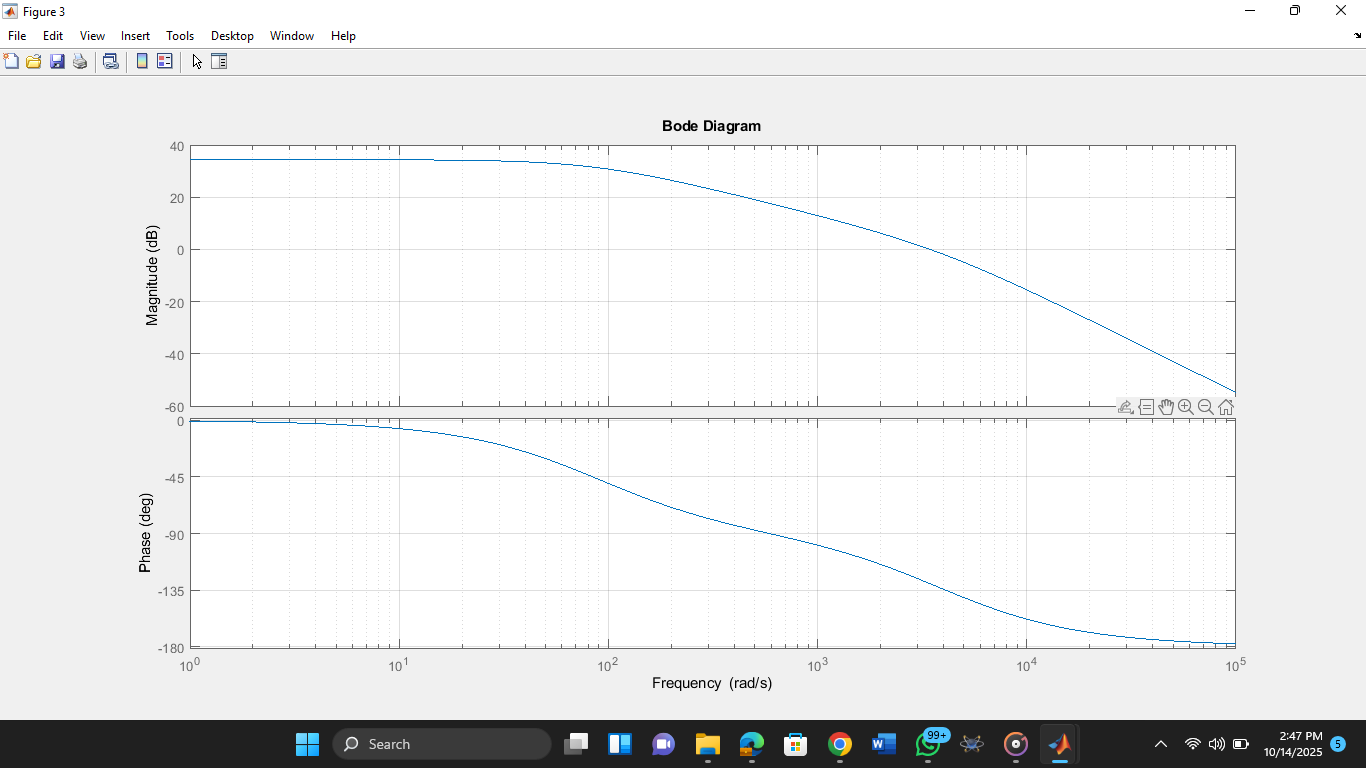 Figure 3
File Edit View Insert Tools Desktop Window Help
Bode Diagram
40
20
0
-20
-40
-60
Magnitude (dB)
0
-45
-90
-135
-180
Phase (deg)
10^0 10^1 10^2 10^3 10^4 10^5
Frequency (rad/s)
Search
99+
2:47 PM
10/14/2025
5